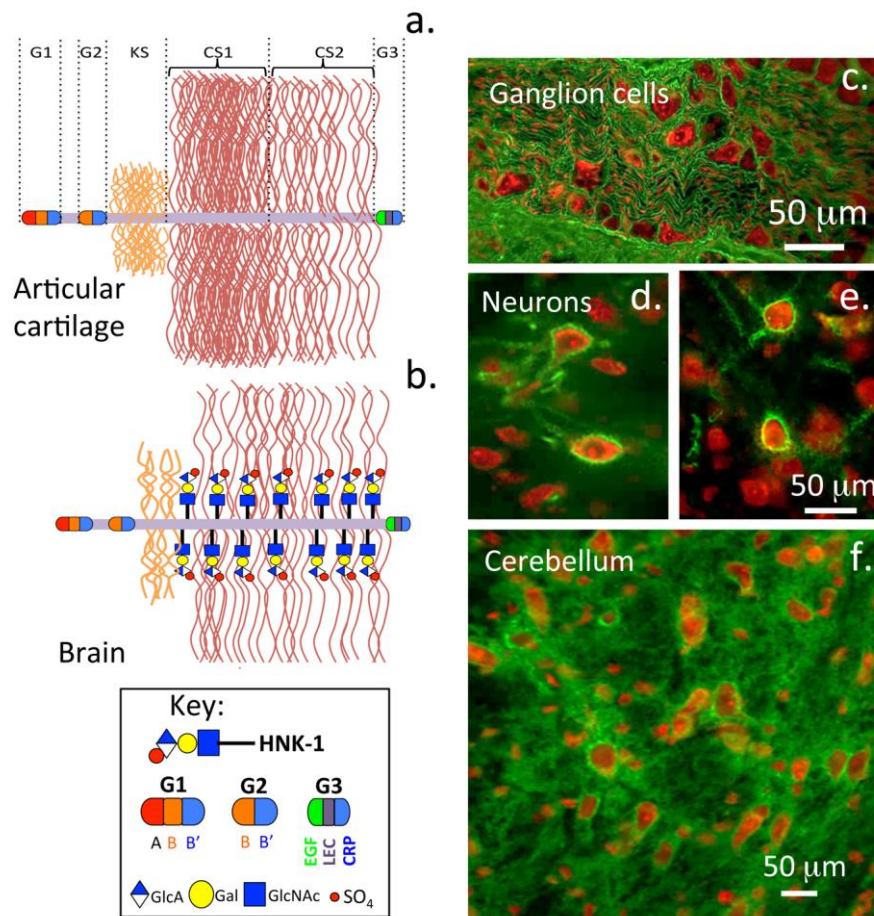 a.
G1 G2 KS CS1 CS2 G3
Articular
cartilage
b.
Brain
Key:
HNK-1
G1 G2 G3
A B B' B B' EGF LEC CRP
GlcA Gal GlcNAc SO4
c.
Ganglion cells
50 μm
Neurons d.
e.
50 μm
Cerebellum f.
50 μm